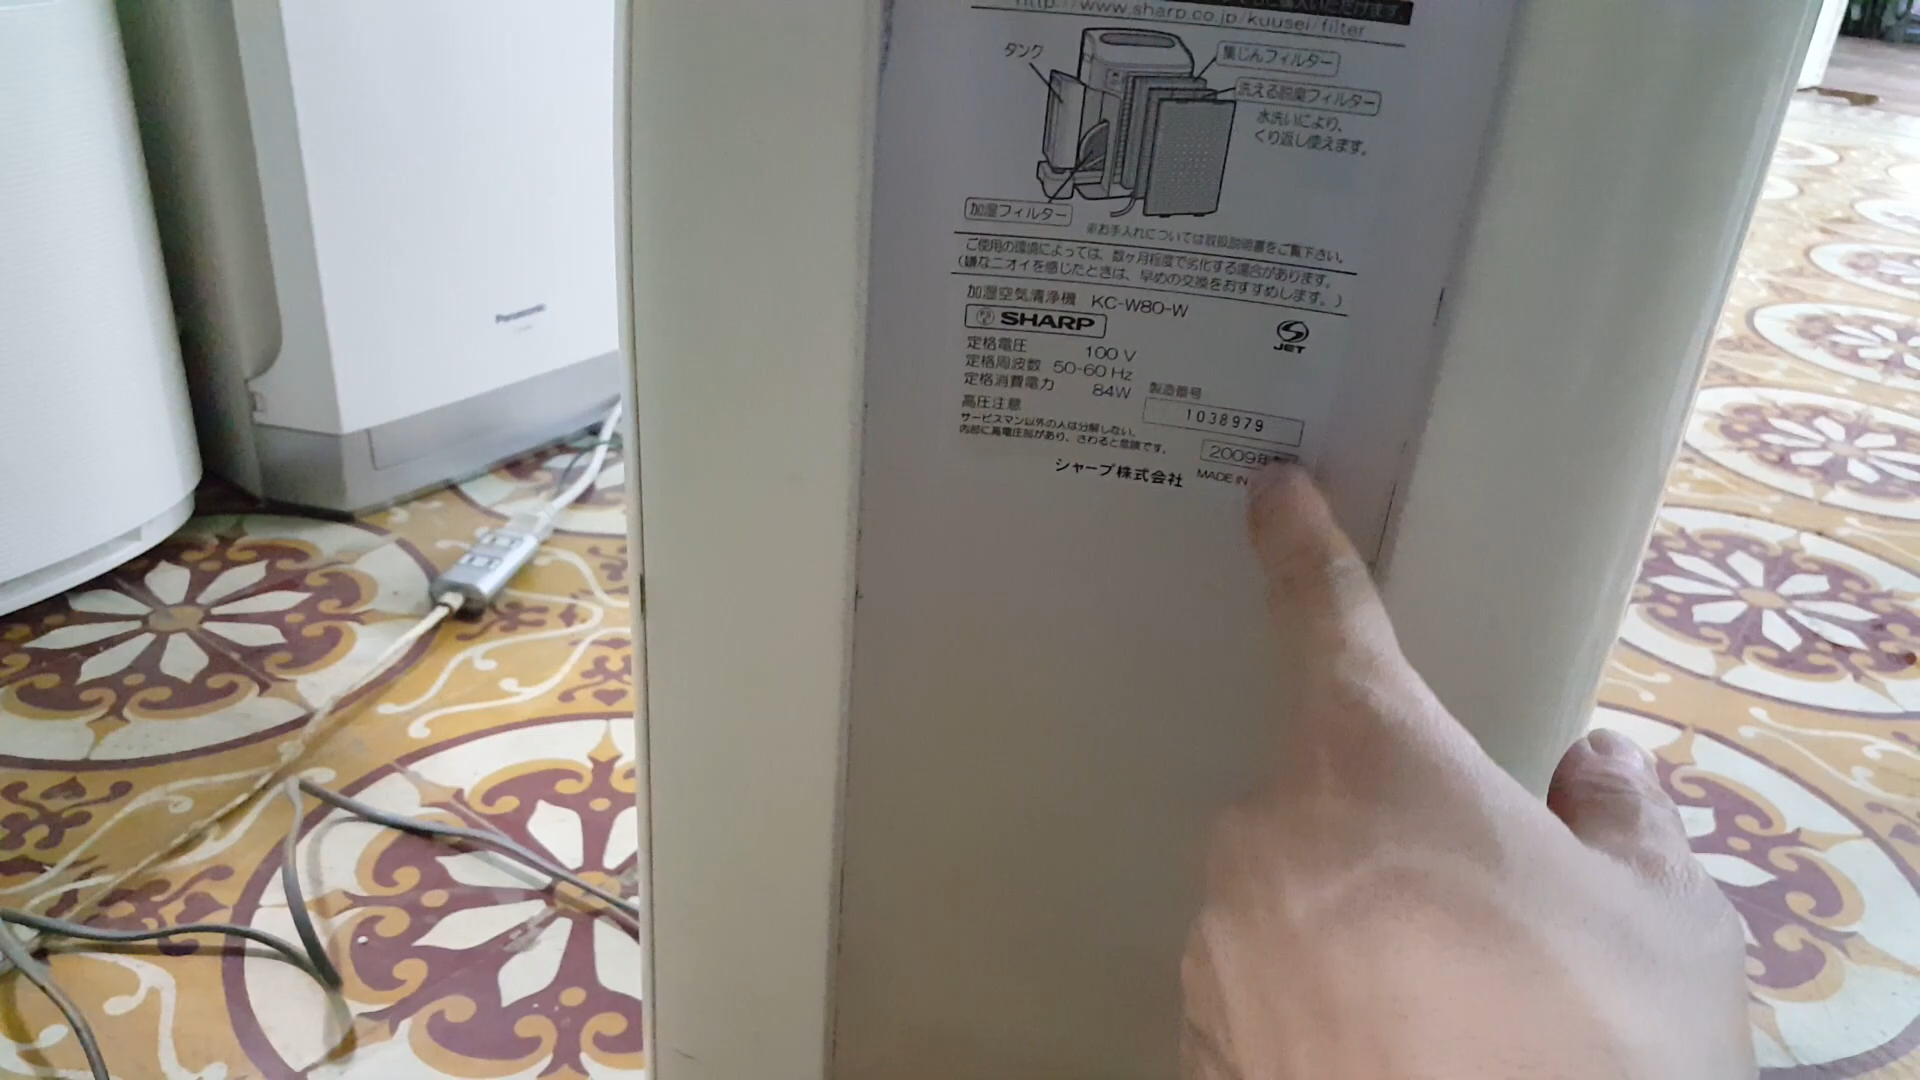 http://www.sharp.co.jp/kuusei/filter
タンク
集じんフィルター
洗える脱臭フィルター
水洗いにより、
くり返し使えます。
加湿フィルター
※お手入れについては取扱説明書をご覧下さい。
ご使用の環境によっては、数ヶ月程度で劣化する場合があります。
(嫌なニオイを感じたときは、早めの交換をおすすめします。)
加湿空気清浄機 KC-W80-W
SHARP
JET
定格電圧 100 V
定格周波数 50-60 Hz
定格消費電力 84W
製造番号
1038979
高圧注意
サービスマン以外の人は分解しない。
内部に高電圧部があり、さわると危険です。
2009年
シャープ株式会社 MADE IN
Panasonic